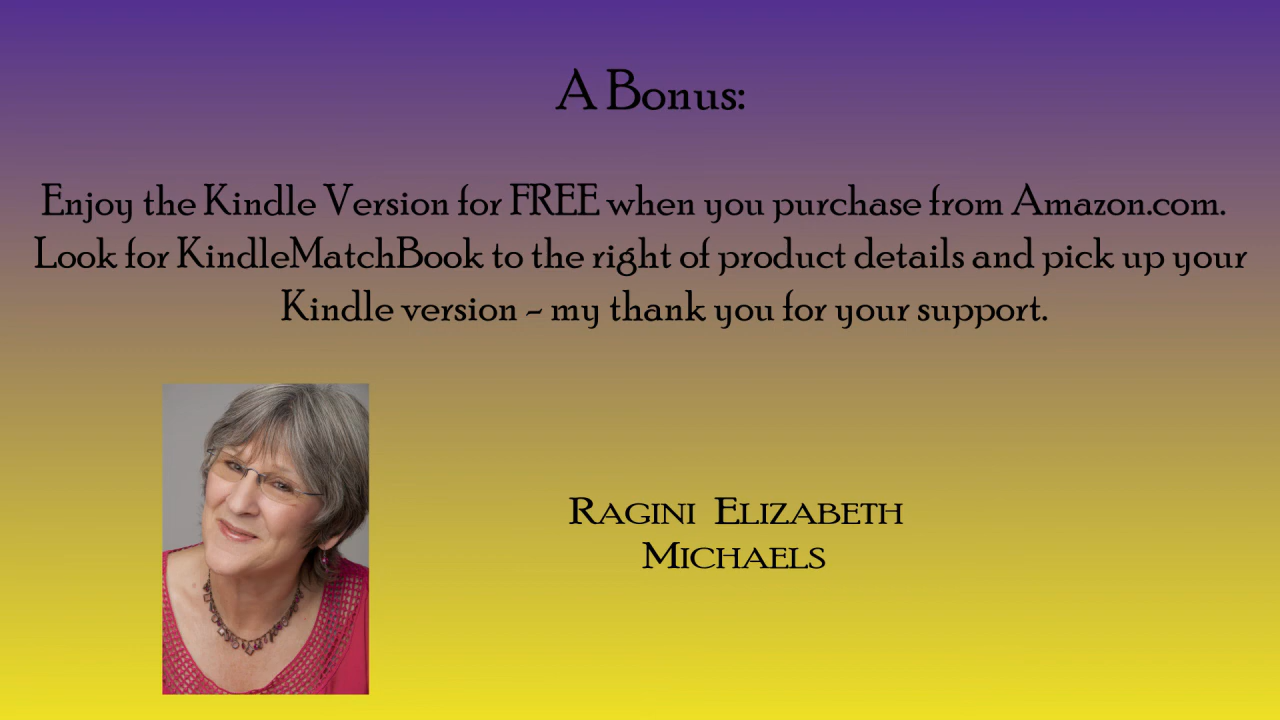 A Bonus:
Enjoy the Kindle Version for FREE when you purchase from Amazon.com.
Look for KindleMatchBook to the right of product details and pick up your
Kindle version - my thank you for your support.
Ragini Elizabeth
Michaels